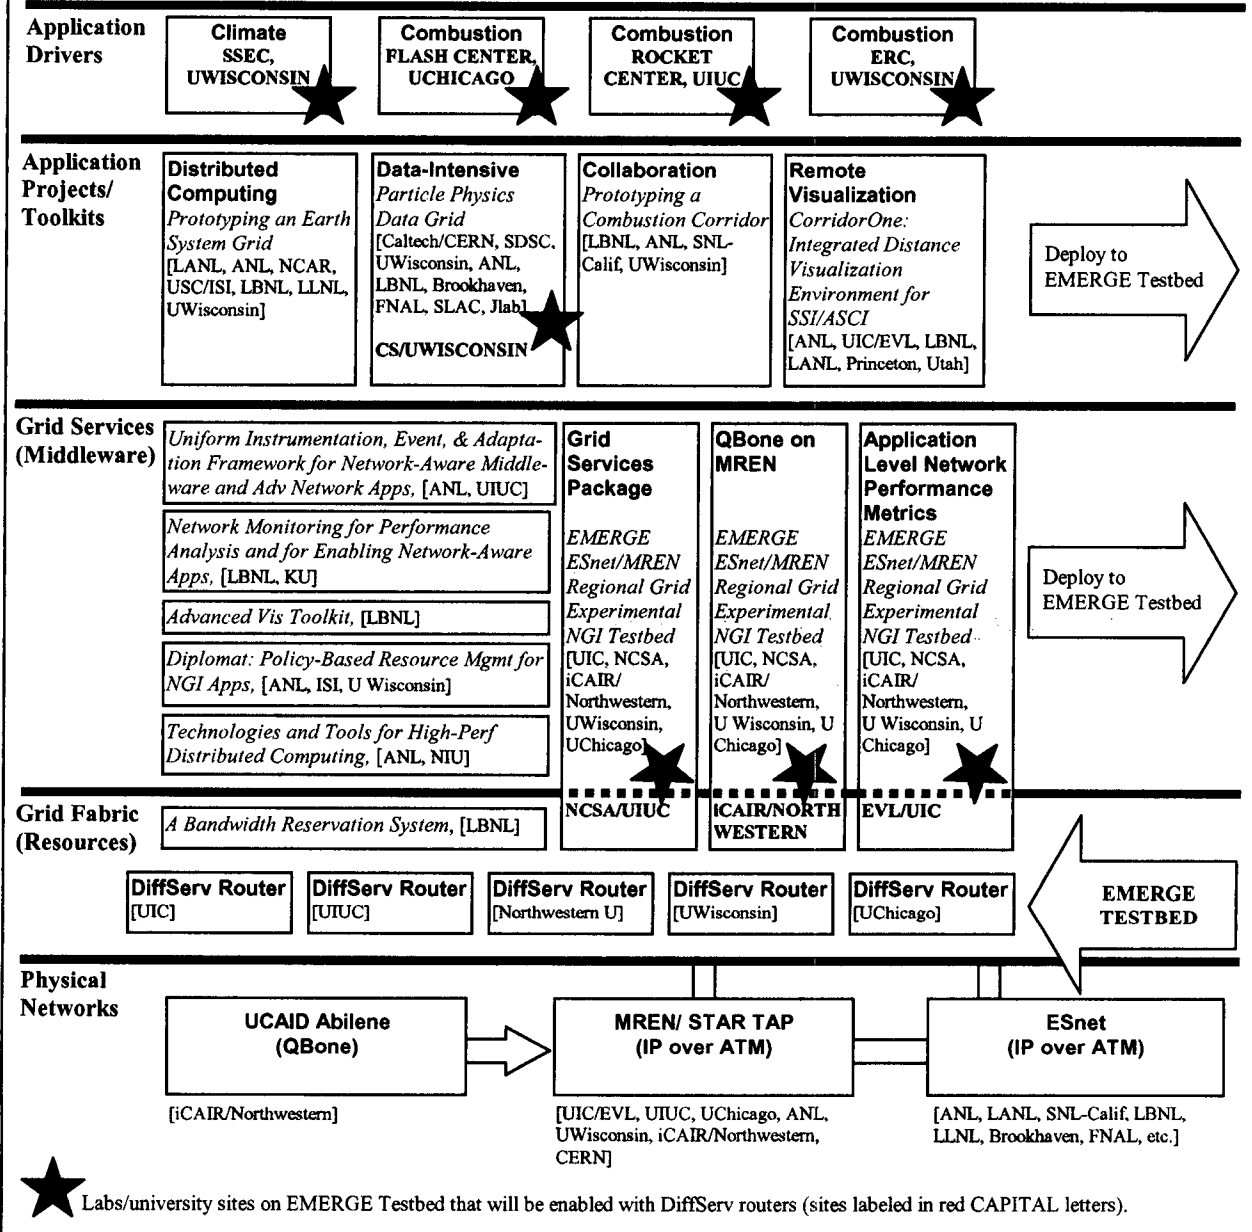 Application
Drivers
Climate
SSEC,
UWISCONSIN
Combustion
FLASH CENTER,
UCHICAGO
Combustion
ROCKET
CENTER, UIUC
Combustion
ERC,
UWISCONSIN
Application
Projects/
Toolkits
Distributed
Computing
Prototyping an Earth
System Grid
[LANL, ANL, NCAR,
USC/ISI, LBNL, LLNL,
UWisconsin]
Data-Intensive
Particle Physics
Data Grid
[Caltech/CERN, SDSC,
UWisconsin, ANL,
LBNL, Brookhaven,
FNAL, SLAC, Jlab]
CS/UWISCONSIN
Collaboration
Prototyping a
Combustion Corridor
[LBNL, ANL, SNL-
Calif, UWisconsin]
Remote
Visualization
CorridorOne:
Integrated Distance
Visualization
Environment for
SSI/ASCI
[ANL, UIC/EVL, LBNL,
LANL, Princeton, Utah]
Deploy to
EMERGE Testbed
Grid Services
(Middleware)
Uniform Instrumentation, Event, & Adapta-
tion Framework for Network-Aware Middle-
ware and Adv Network Apps, [ANL, UIUC]
Network Monitoring for Performance
Analysis and for Enabling Network-Aware
Apps, [LBNL, KU]
Advanced Vis Toolkit, [LBNL]
Diplomat: Policy-Based Resource Mgmt for
NGI Apps, [ANL, ISI, U Wisconsin]
Technologies and Tools for High-Perf
Distributed Computing, [ANL, NIU]
Grid
Services
Package
EMERGE
ESnet/MREN
Regional Grid
Experimental
NGI Testbed
[UIC, NCSA,
iCAIR/
Northwestern,
UWisconsin,
UChicago]
NCSA/UIUC
QBone on
MREN
EMERGE
ESnet/MREN
Regional Grid
Experimental
NGI Testbed
[UIC, NCSA,
iCAIR/
Northwestern,
U Wisconsin, U
Chicago]
iCAIR/NORTH
WESTERN
Application
Level Network
Performance
Metrics
EMERGE
ESnet/MREN
Regional Grid
Experimental
NGI Testbed
[UIC, NCSA,
iCAIR/
Northwestern,
U Wisconsin, U
Chicago]
EVL/UIC
Deploy to
EMERGE Testbed
Grid Fabric
(Resources)
A Bandwidth Reservation System, [LBNL]
DiffServ Router
[UIC]
DiffServ Router
[UIUC]
DiffServ Router
[Northwestern U]
DiffServ Router
[UWisconsin]
DiffServ Router
[UChicago]
EMERGE
TESTBED
Physical
Networks
UCAID Abilene
(QBone)
[iCAIR/Northwestern]
MREN/ STAR TAP
(IP over ATM)
[UIC/EVL, UIUC, UChicago, ANL,
UWisconsin, iCAIR/Northwestern,
CERN]
ESnet
(IP over ATM)
[ANL, LANL, SNL-Calif, LBNL,
LLNL, Brookhaven, FNAL, etc.]
Labs/university sites on EMERGE Testbed that will be enabled with DiffServ routers (sites labeled in red CAPITAL letters).